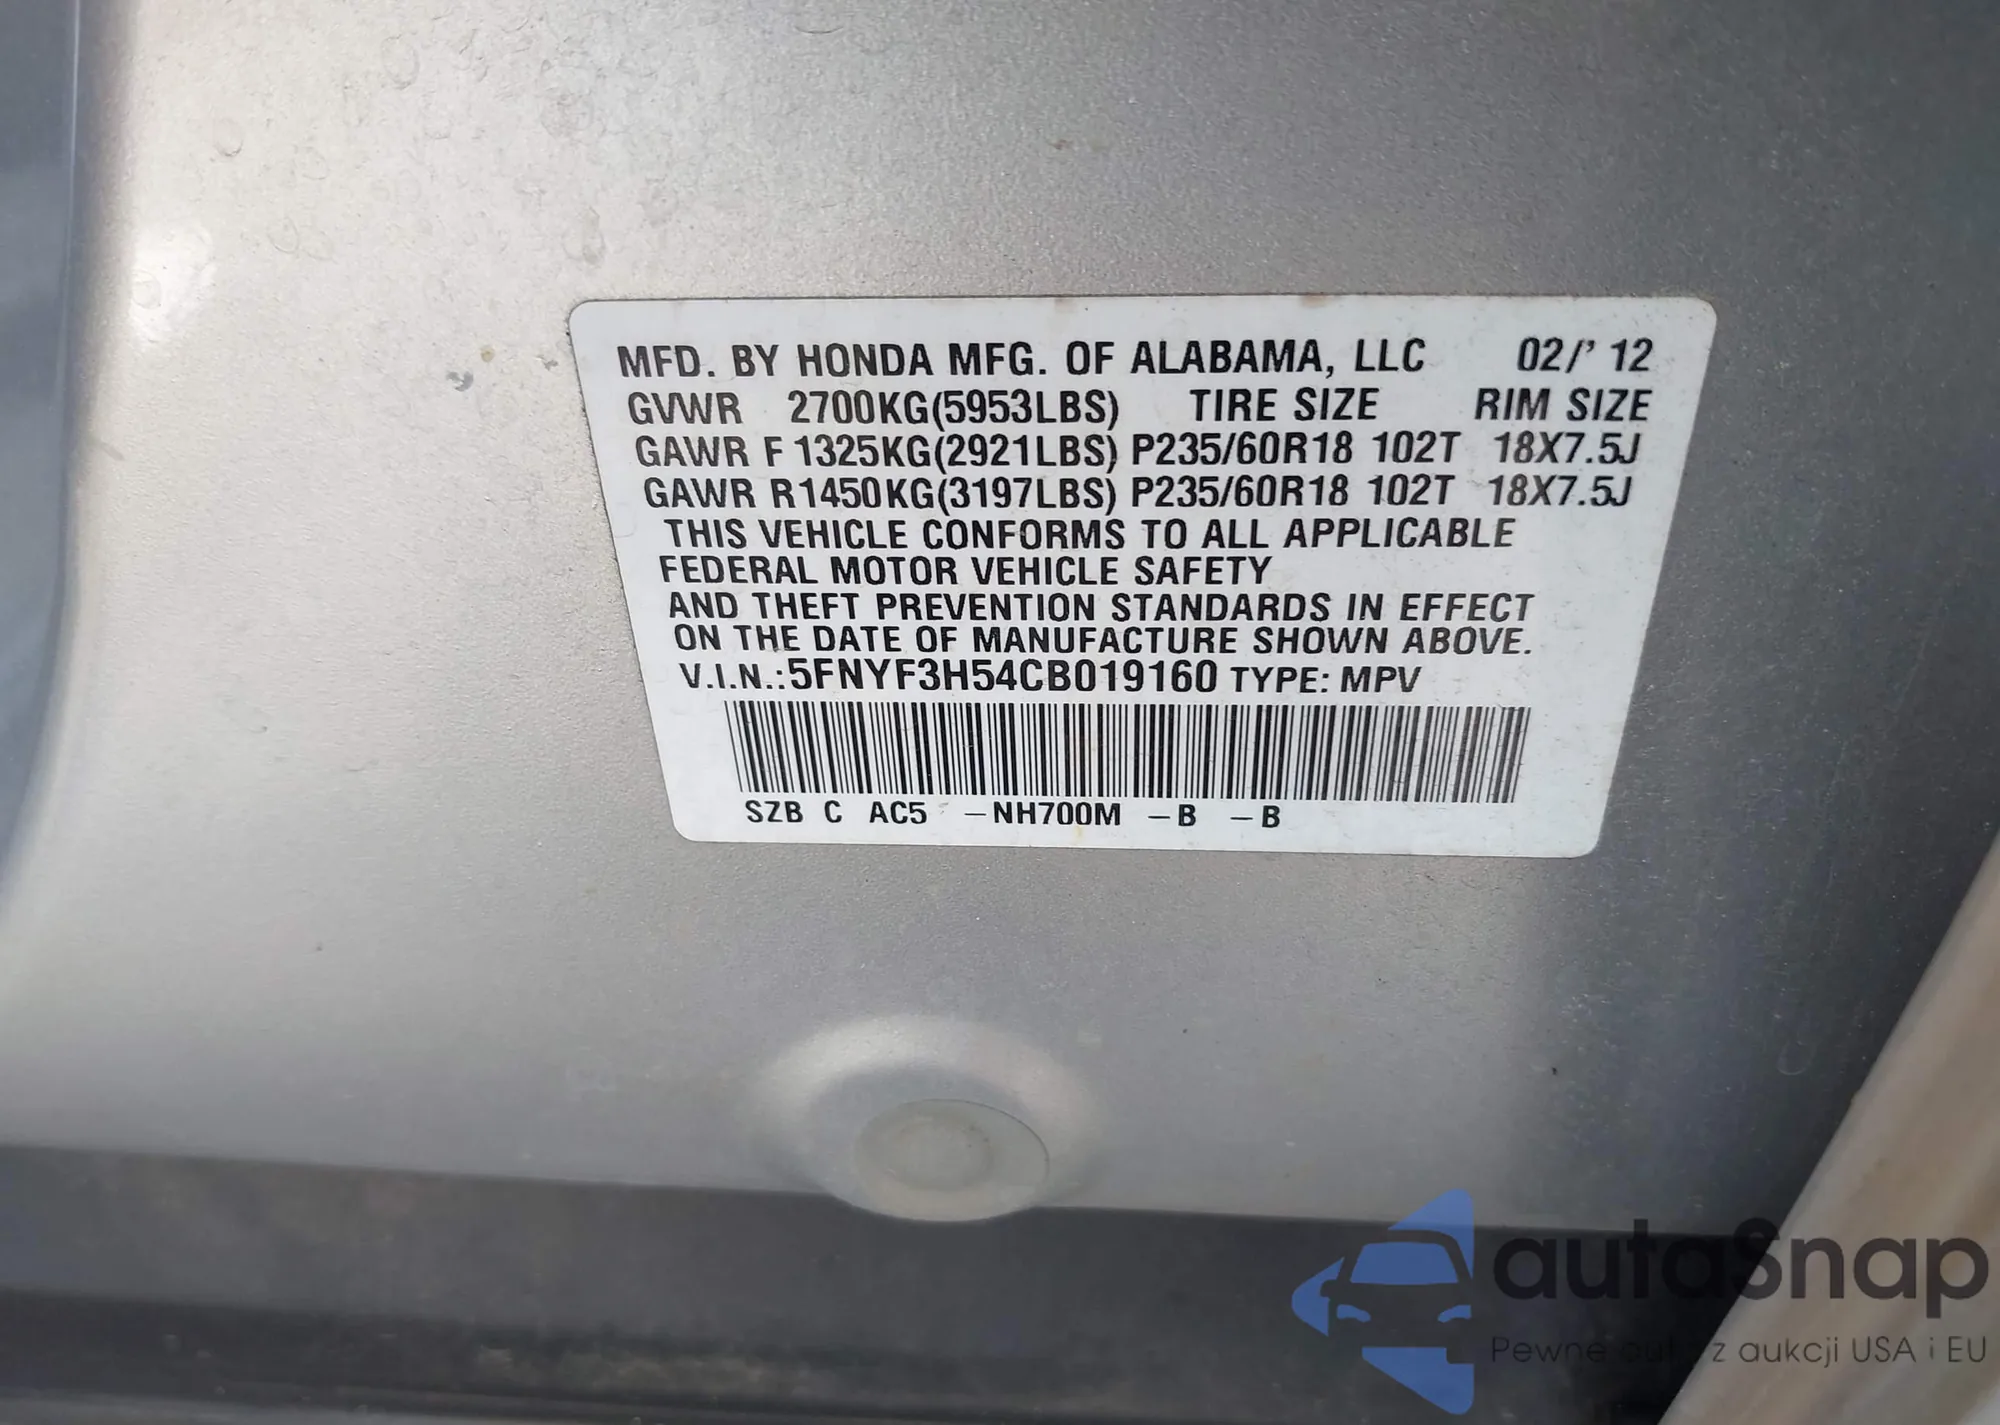 MFD. BY HONDA MFG. OF ALABAMA, LLC 02/' 12
GVWR 2700KG(5953LBS) TIRE SIZE RIM SIZE
GAWR F 1325KG(2921LBS) P235/60R18 102T 18X7.5J
GAWR R 1450KG(3197LBS) P235/60R18 102T 18X7.5J
THIS VEHICLE CONFORMS TO ALL APPLICABLE
FEDERAL MOTOR VEHICLE SAFETY
AND THEFT PREVENTION STANDARDS IN EFFECT
ON THE DATE OF MANUFACTURE SHOWN ABOVE.
V.I.N.:5FNYF3H54CB019160 TYPE: MPV
SZB C AC5 -NH700M -B -B
autaSnap
Pewne auta z aukcji USA i EU